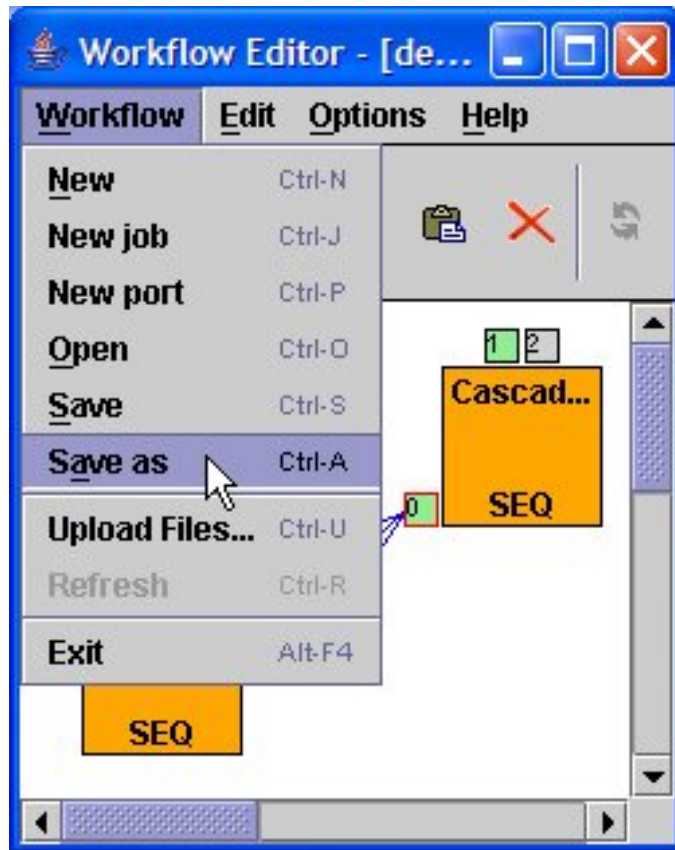 Workflow Editor - [de...
Workflow Edit Options Help
New Ctrl-N
New job Ctrl-J
New port Ctrl-P
Open Ctrl-O
Save Ctrl-S
Save as Ctrl-A
Upload Files... Ctrl-U
Refresh Ctrl-R
Exit Alt-F4
1 2
Cascad...
0
SEQ
SEQ